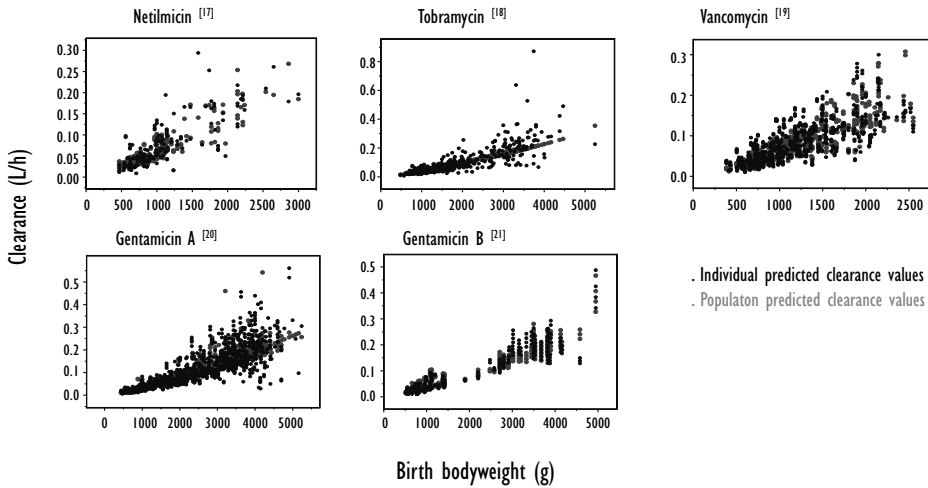 Netilmicin [17]
Tobramycin [18]
Vancomycin [19]
0.30
0.25
0.20
0.15
0.10
0.05
0.00
0 500 1000 1500 2000 2500 3000
0.8
0.6
0.4
0.2
0.0
0 1000 2000 3000 4000 5000
0.3
0.2
0.1
0.0
0 500 1000 1500 2000 2500
Clearance (L/h)
Gentamicin A [20]
Gentamicin B [21]
0.5
0.4
0.3
0.2
0.1
0.0
0 1000 2000 3000 4000 5000
0.5
0.4
0.3
0.2
0.1
0.0
0 1000 2000 3000 4000 5000
. Individual predicted clearance values
. Populaton predicted clearance values
Birth bodyweight (g)